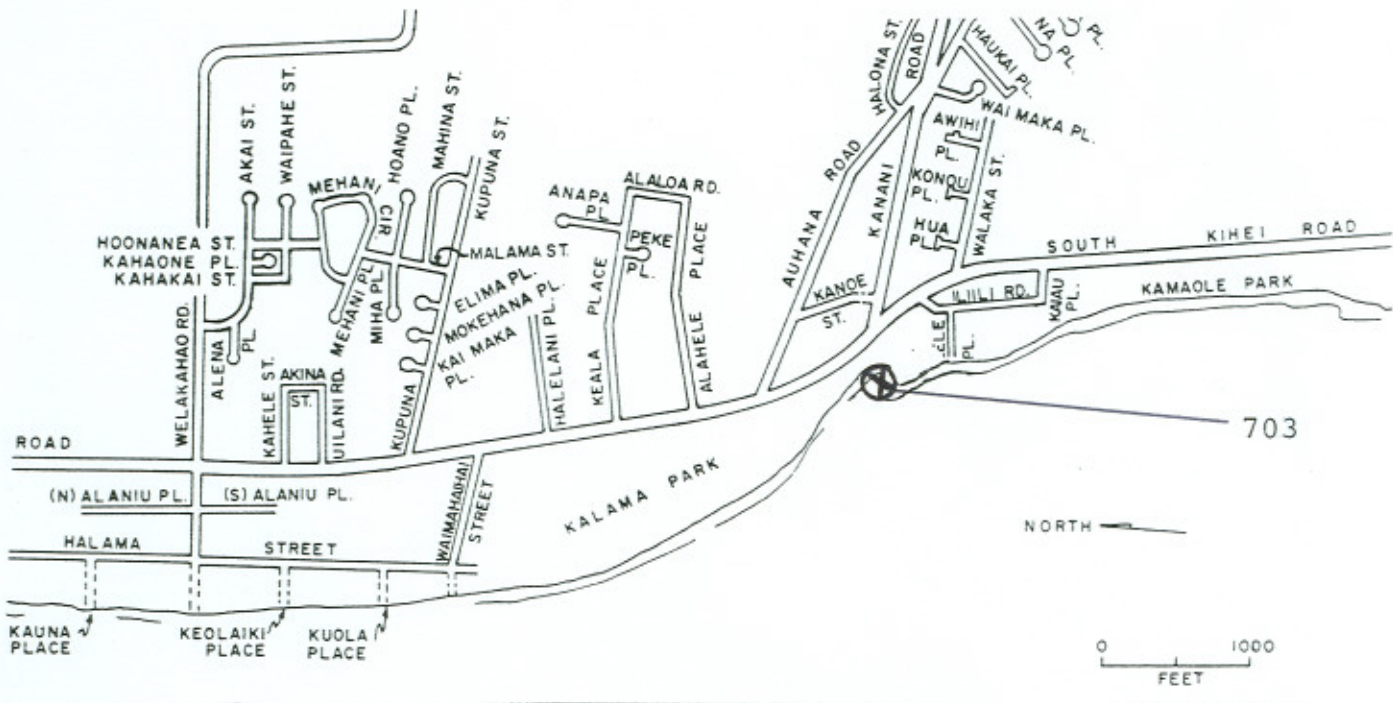 HALONA ST.
ROAD
HAUKAI PL.
NA PL.
PL.
WAI MAKA PL.
AWIHI
PL.
KONOU
PL.
HUA
PL.
WALAKA ST.
AKAI ST.
WAIPAHE ST.
MEHANI
CIR
HOANO PL.
MAHINA ST.
KUPUNA ST.
ANAPA
PL.
ALALOA RD.
PEKE
PL.
AUHANA ROAD
KANANI
HOONANEA ST.
KAHAONE PL.
KAHAKAI ST.
MALAMA ST.
ELIMA PL.
MOKEHANA PL.
KAI MAKA
PL.
MEHANI PL.
MIHA PL.
WELAKAHAO RD.
ALENA
PL.
KAHELE ST.
AKINA
ST.
UILANI RD.
KUPUNA
HALELANI PL.
KEALA PLACE
ALAHELE PLACE
KANOE
ST.
SOUTH KIHEI ROAD
ILIILI RD.
KAIAU
PL.
KAMAOLE PARK
PL.
703
ROAD
(N) ALANIU PL.
(S) ALANIU PL.
WAIMAHAIHAI
STREET
KALAMA PARK
HALAMA STREET
NORTH
KAUNA
PLACE
KEOLAIKI
PLACE
KUOLA
PLACE
0 1000
FEET